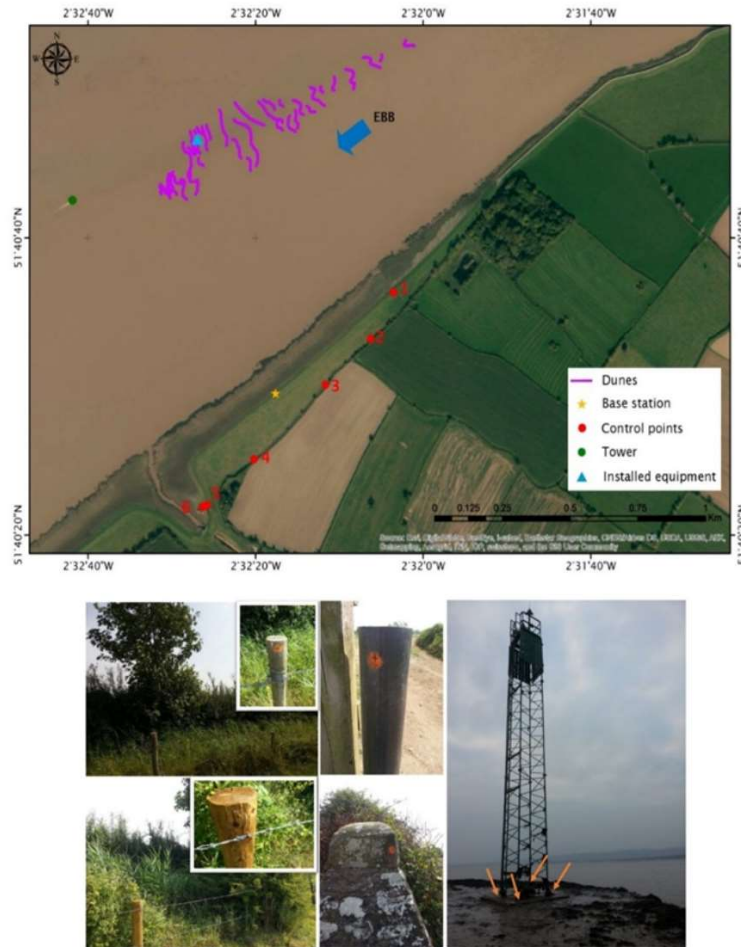 2°32'40"W 2°32'20"W 2°32'0"W 2°31'40"W
N
W E
S
EBB
51°40'40"N 51°40'40"N
1
2
3
4
5
6
Dunes
Base station
Control points
Tower
Installed equipment
0 0.125 0.25 0.5 0.75 1
Km
51°40'20"N 51°40'20"N
2°32'40"W 2°32'20"W 2°32'0"W 2°31'40"W